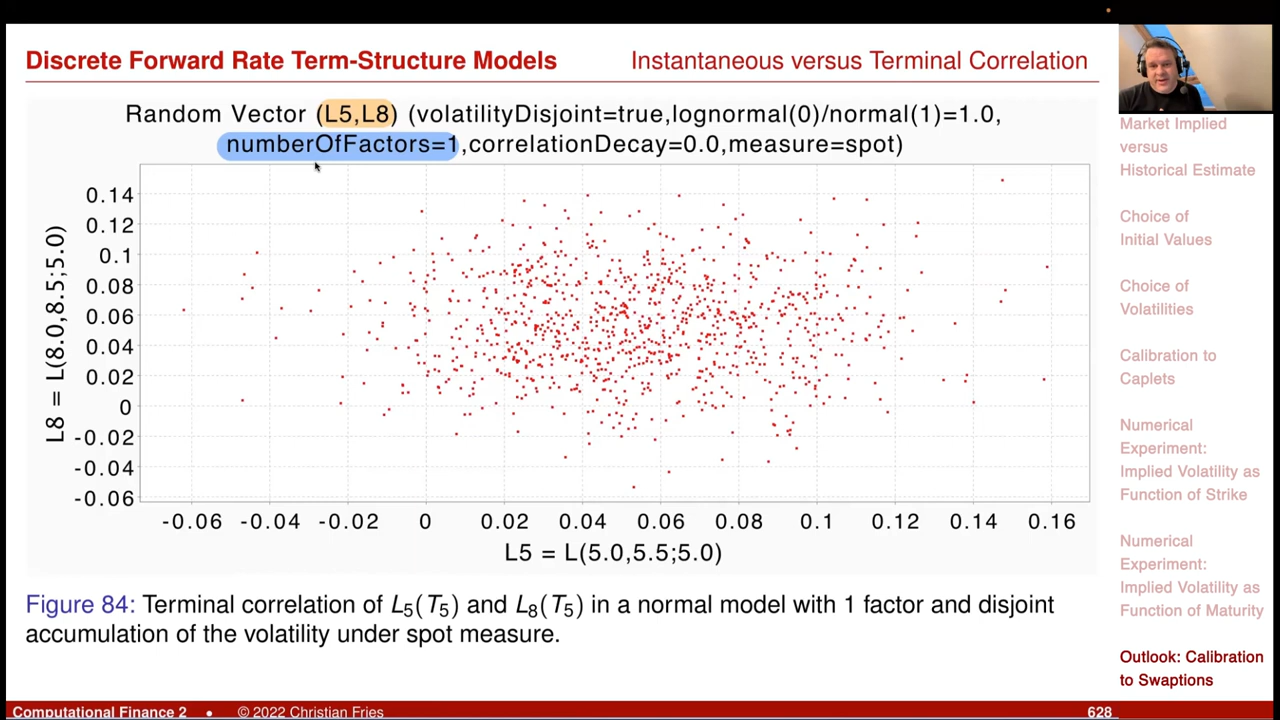 Discrete Forward Rate Term-Structure Models
Instantaneous versus Terminal Correlation
Random Vector (L5,L8) (volatilityDisjoint=true,lognormal(0)/normal(1)=1.0,
numberOfFactors=1,correlationDecay=0.0,measure=spot)
L8 = L(8.0,8.5;5.0)
0.14
0.12
0.1
0.08
0.06
0.04
0.02
0
-0.02
-0.04
-0.06
-0.06 -0.04 -0.02 0 0.02 0.04 0.06 0.08 0.1 0.12 0.14 0.16
L5 = L(5.0,5.5;5.0)
Figure 84: Terminal correlation of L₅(T₅) and L₈(T₅) in a normal model with 1 factor and disjoint
accumulation of the volatility under spot measure.
Market Implied
versus
Historical Estimate
Choice of
Initial Values
Choice of
Volatilities
Calibration to
Caplets
Numerical
Experiment:
Implied Volatility as
Function of Strike
Numerical
Experiment:
Implied Volatility as
Function of Maturity
Outlook: Calibration
to Swaptions
Computational Finance 2 • © 2022 Christian Fries
628